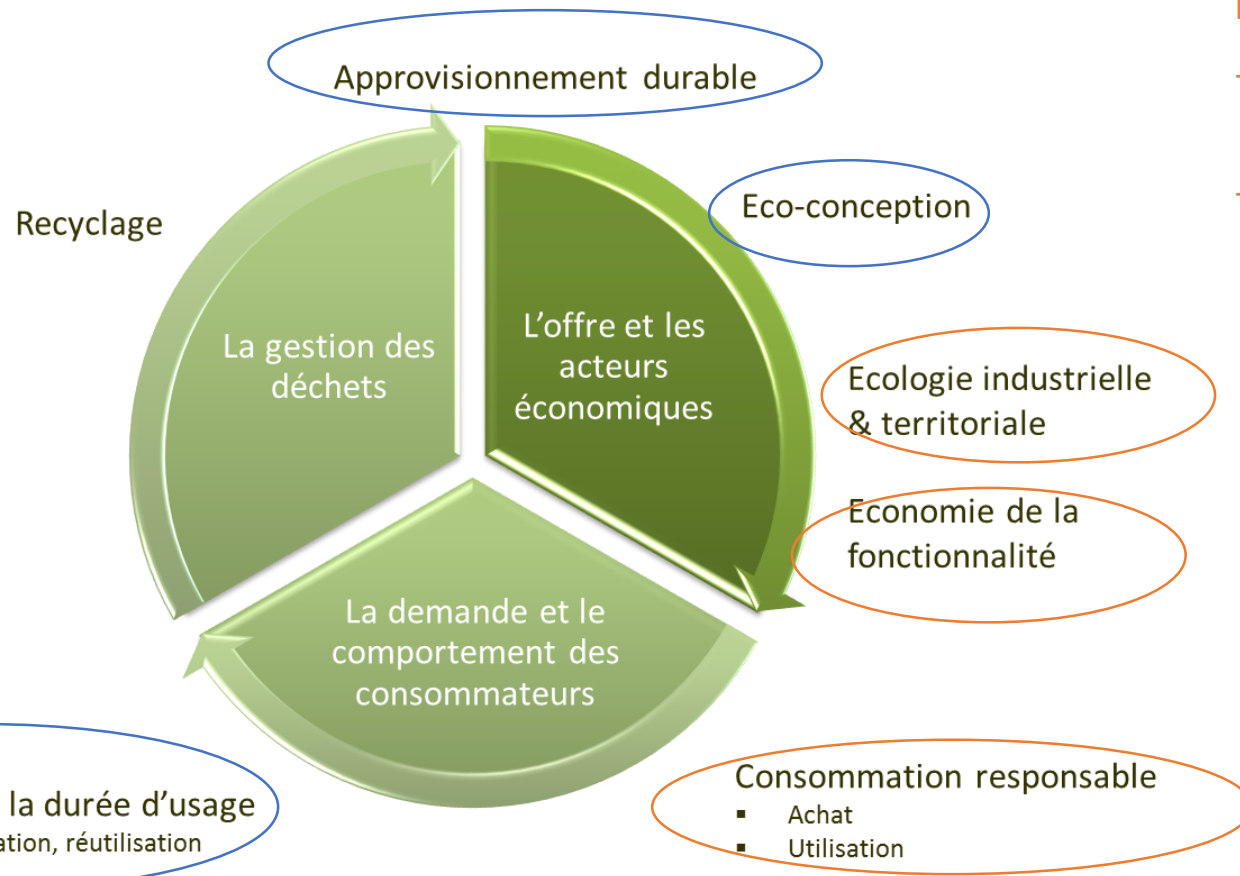 Approvisionnement durable
Eco-conception
Recyclage
L'offre et les
acteurs
économiques
La gestion des
déchets
Ecologie industrielle
& territoriale
Economie de la
fonctionnalité
La demande et le
comportement des
consommateurs
Consommation responsable
▪ Achat
▪ Utilisation
la durée d'usage
réutilisation